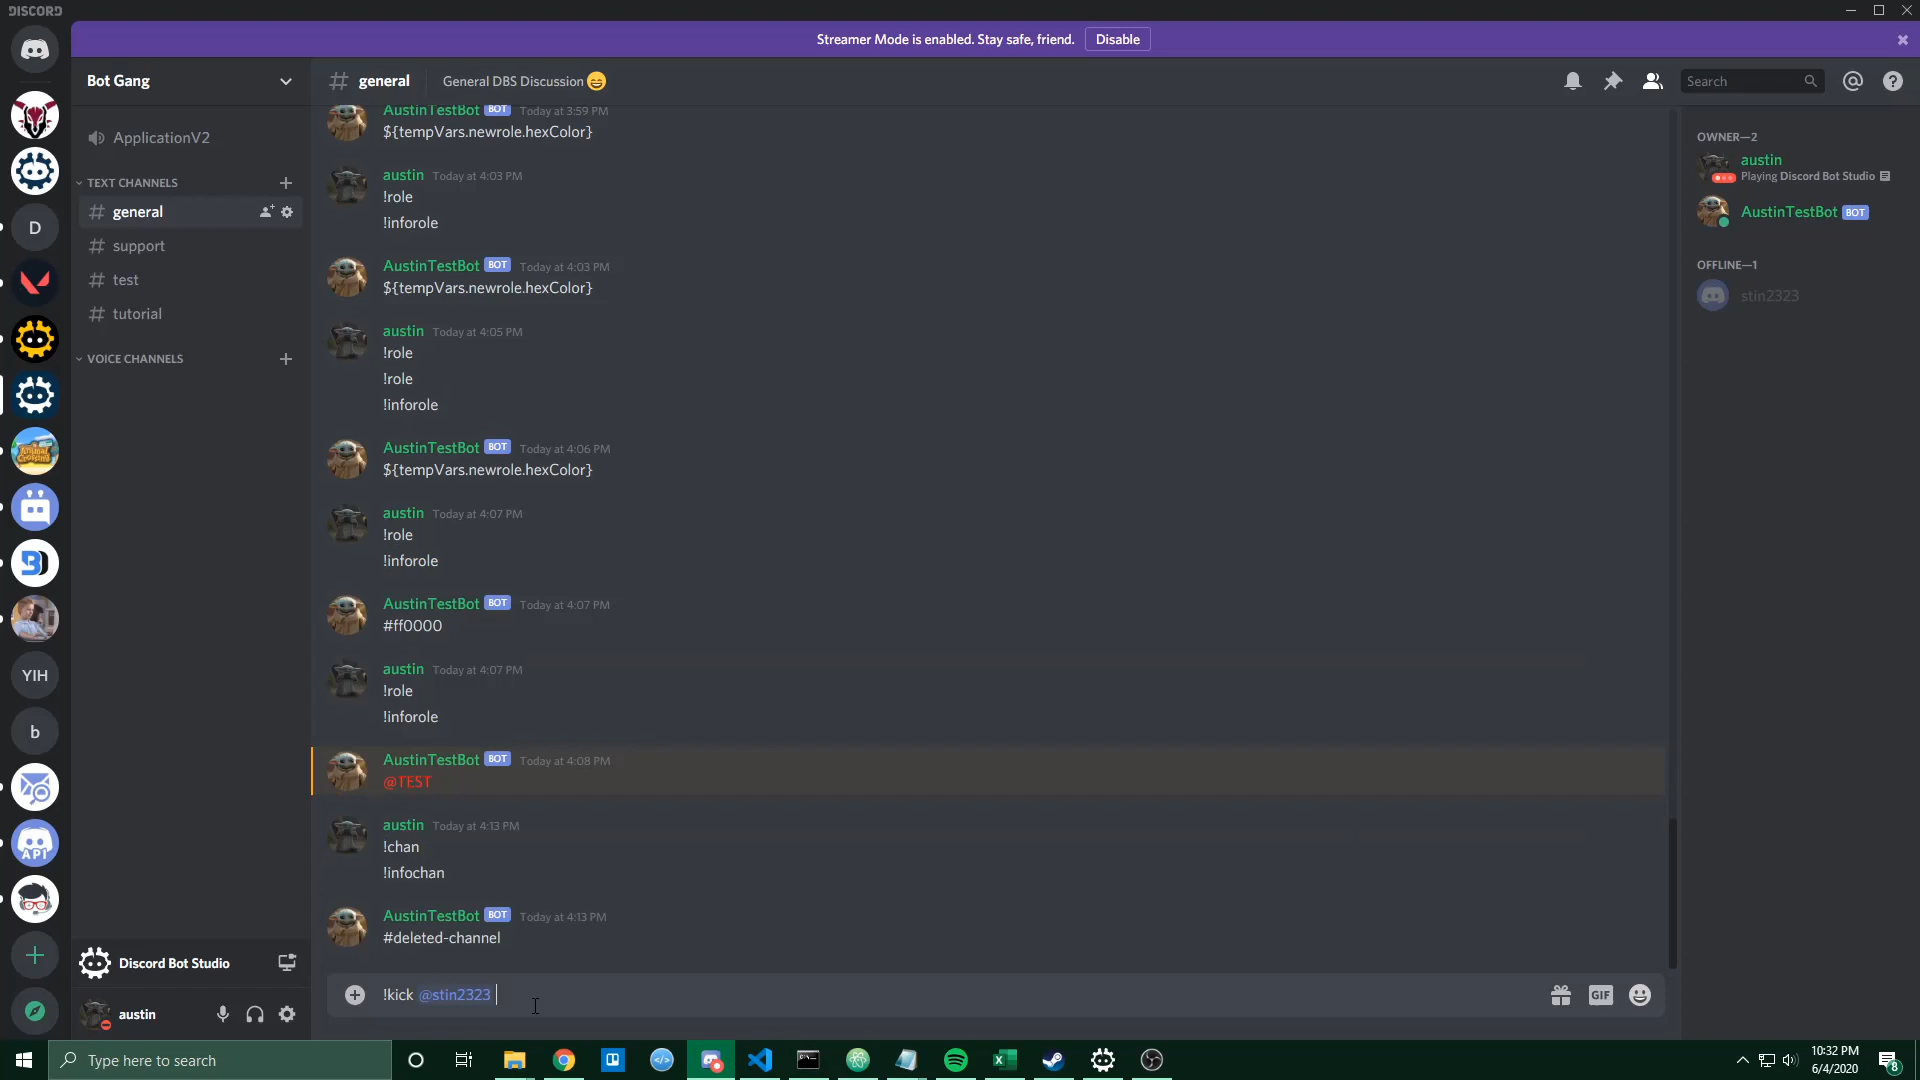 DISCORD
Streamer Mode is enabled. Stay safe, friend. Disable
Bot Gang
general General DBS Discussion
Search
ApplicationV2
TEXT CHANNELS
general
support
test
tutorial
VOICE CHANNELS
D
YIH
b
API
AustinTestBot BOT Today at 3:59 PM
${tempVars.newrole.hexColor}
austin Today at 4:03 PM
!role
!inforole
AustinTestBot BOT Today at 4:03 PM
${tempVars.newrole.hexColor}
austin Today at 4:05 PM
!role
!role
!inforole
AustinTestBot BOT Today at 4:06 PM
${tempVars.newrole.hexColor}
austin Today at 4:07 PM
!role
!inforole
AustinTestBot BOT Today at 4:07 PM
#ff0000
austin Today at 4:07 PM
!role
!inforole
AustinTestBot BOT Today at 4:08 PM
@TEST
austin Today at 4:13 PM
!chan
!infochan
AustinTestBot BOT Today at 4:13 PM
#deleted-channel
!kick @stin2323
GIF
OWNER—2
austin
Playing Discord Bot Studio
AustinTestBot BOT
OFFLINE—1
stin2323
Discord Bot Studio
austin
Type here to search
10:32 PM
6/4/2020
8